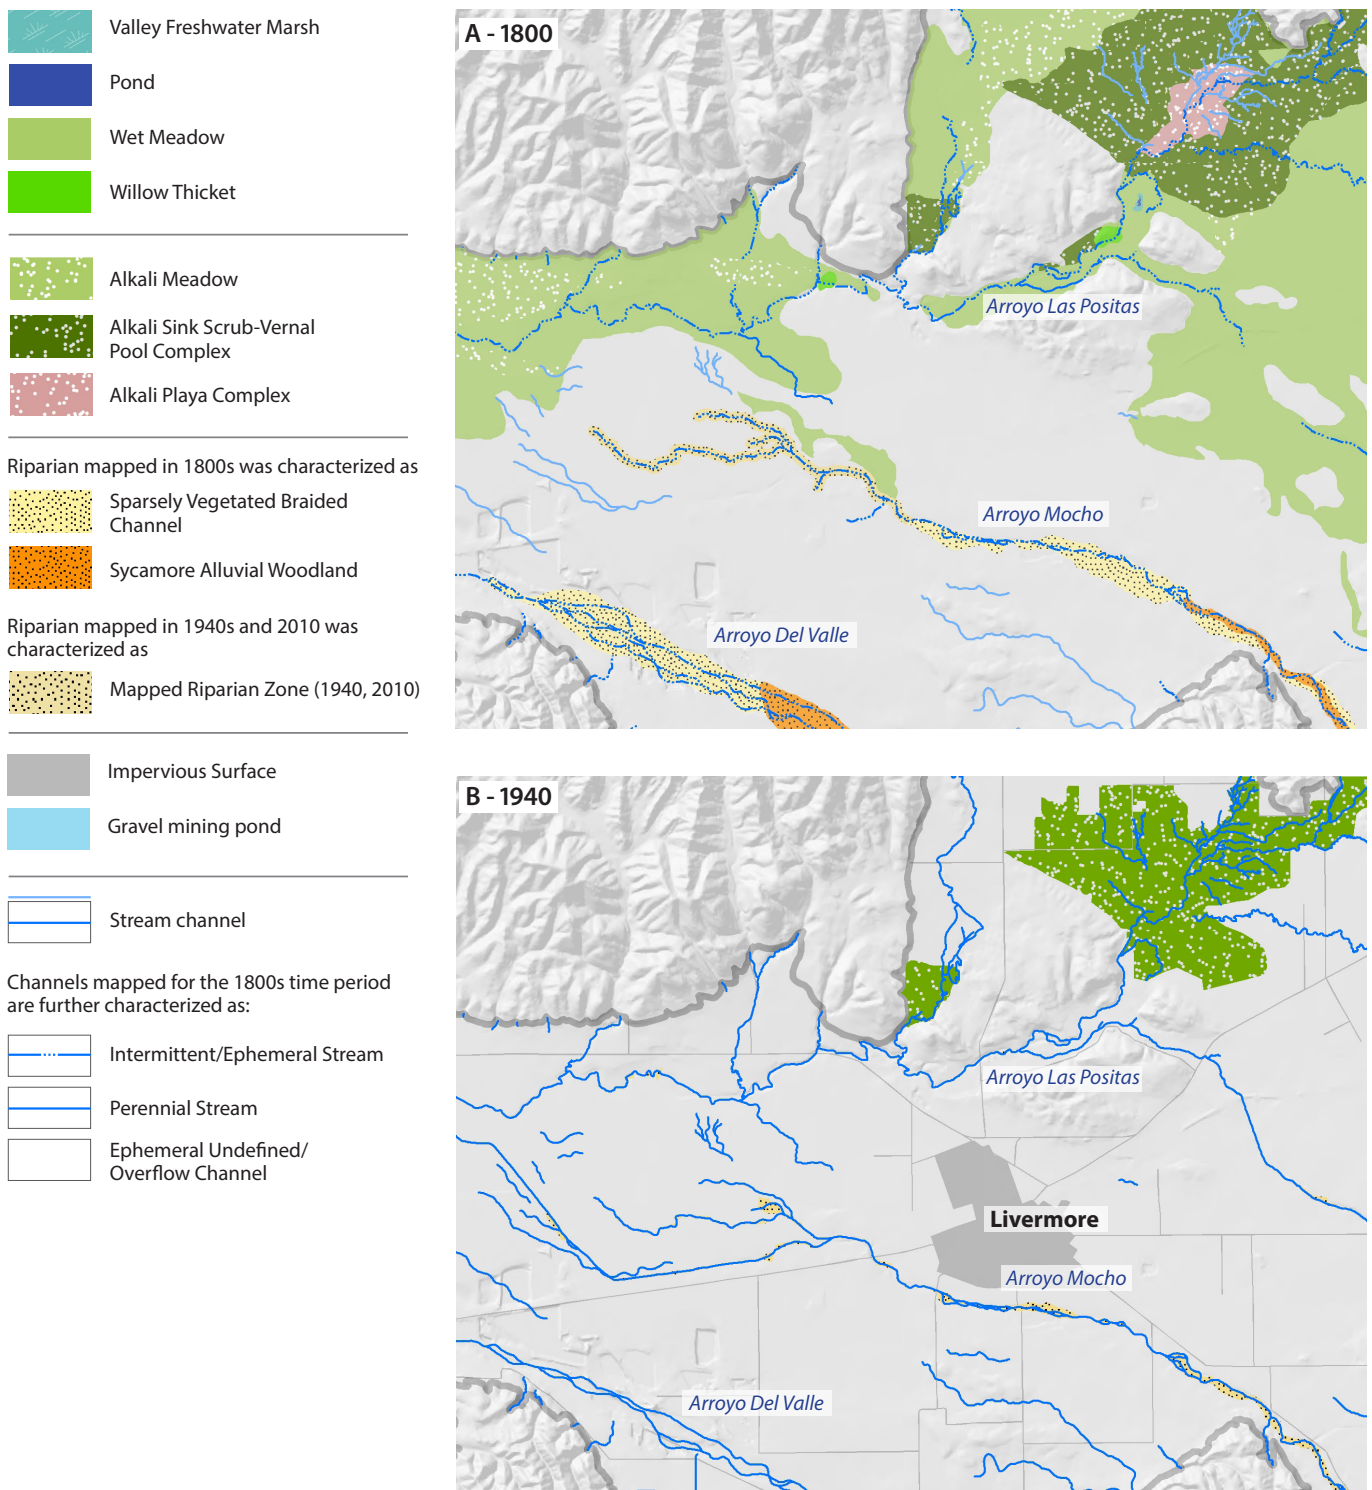 Valley Freshwater Marsh
Pond
Wet Meadow
Willow Thicket
Alkali Meadow
Alkali Sink Scrub-Vernal
Pool Complex
Alkali Playa Complex
Riparian mapped in 1800s was characterized as
Sparsely Vegetated Braided
Channel
Sycamore Alluvial Woodland
Riparian mapped in 1940s and 2010 was
characterized as
Mapped Riparian Zone (1940, 2010)
Impervious Surface
Gravel mining pond
Stream channel
Channels mapped for the 1800s time period
are further characterized as:
Intermittent/Ephemeral Stream
Perennial Stream
Ephemeral Undefined/
Overflow Channel
A - 1800
Arroyo Las Positas
Arroyo Mocho
Arroyo Del Valle
B - 1940
Arroyo Las Positas
Livermore
Arroyo Mocho
Arroyo Del Valle